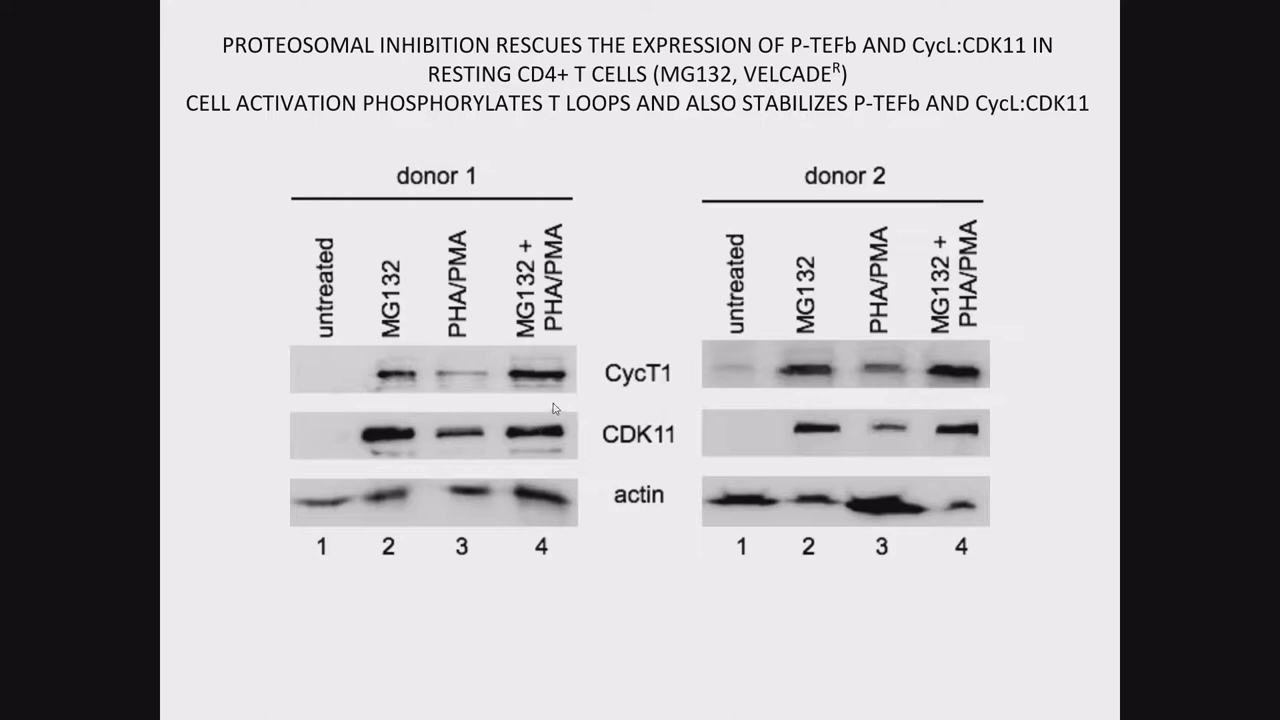 PROTEOSOMAL INHIBITION RESCUES THE EXPRESSION OF P-TEFb AND CycL:CDK11 IN
RESTING CD4+ T CELLS (MG132, VELCADE^R)
CELL ACTIVATION PHOSPHORYLATES T LOOPS AND ALSO STABILIZES P-TEFb AND CycL:CDK11
donor 1
untreated
MG132
PHA/PMA
MG132 +
PHA/PMA
donor 2
untreated
MG132
PHA/PMA
MG132 +
PHA/PMA
CycT1
CDK11
actin
1 2 3 4
1 2 3 4